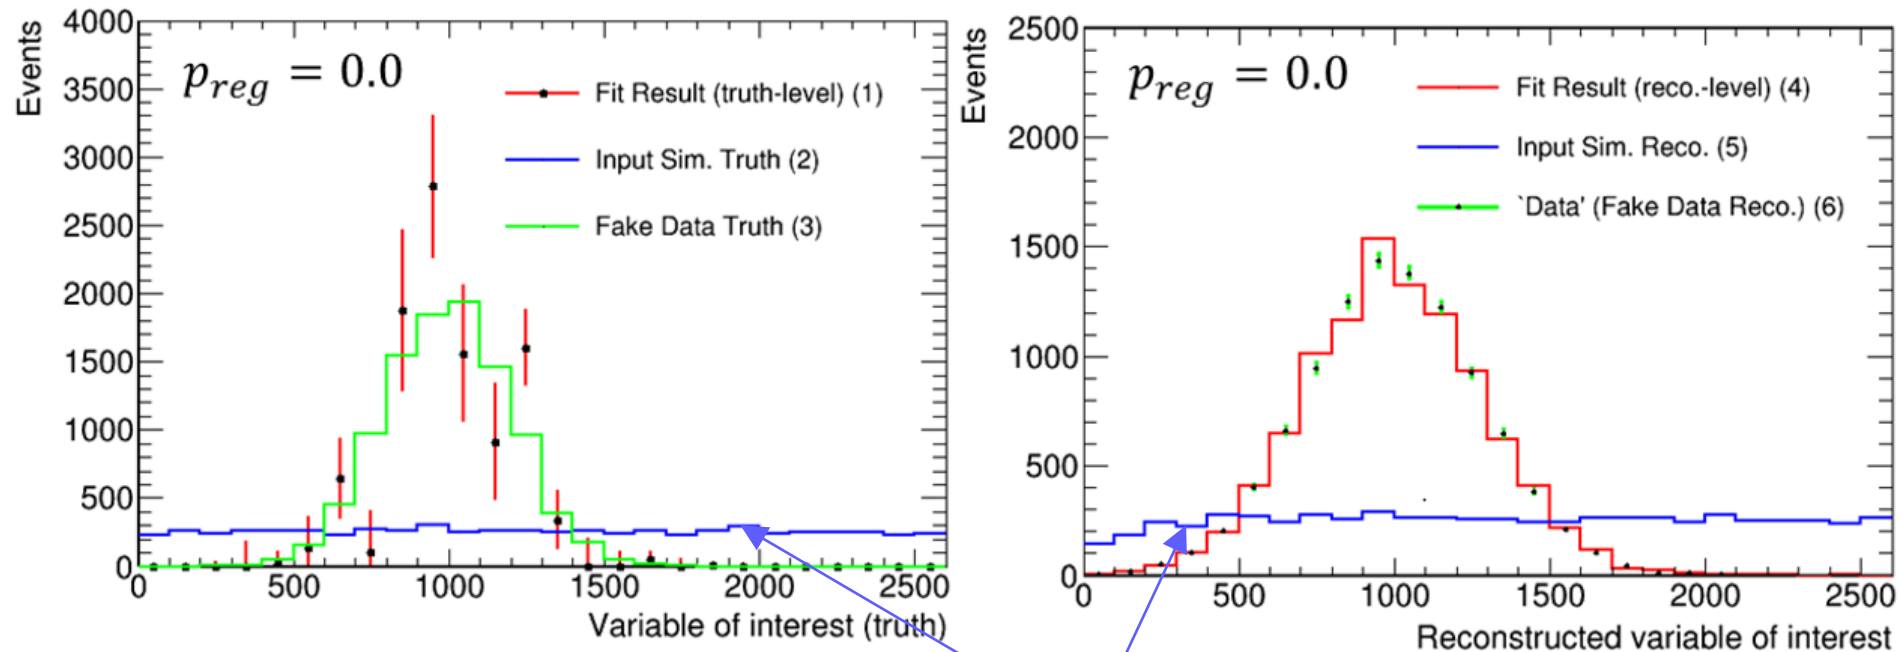 4000
3500
3000
2500
2000
1500
1000
500
0
Events
p_reg = 0.0
Fit Result (truth-level) (1)
Input Sim. Truth (2)
Fake Data Truth (3)
0 500 1000 1500 2000 2500
Variable of interest (truth)
2500
2000
1500
1000
500
0
Events
p_reg = 0.0
Fit Result (reco.-level) (4)
Input Sim. Reco. (5)
`Data' (Fake Data Reco.) (6)
0 500 1000 1500 2000 2500
Reconstructed variable of interest